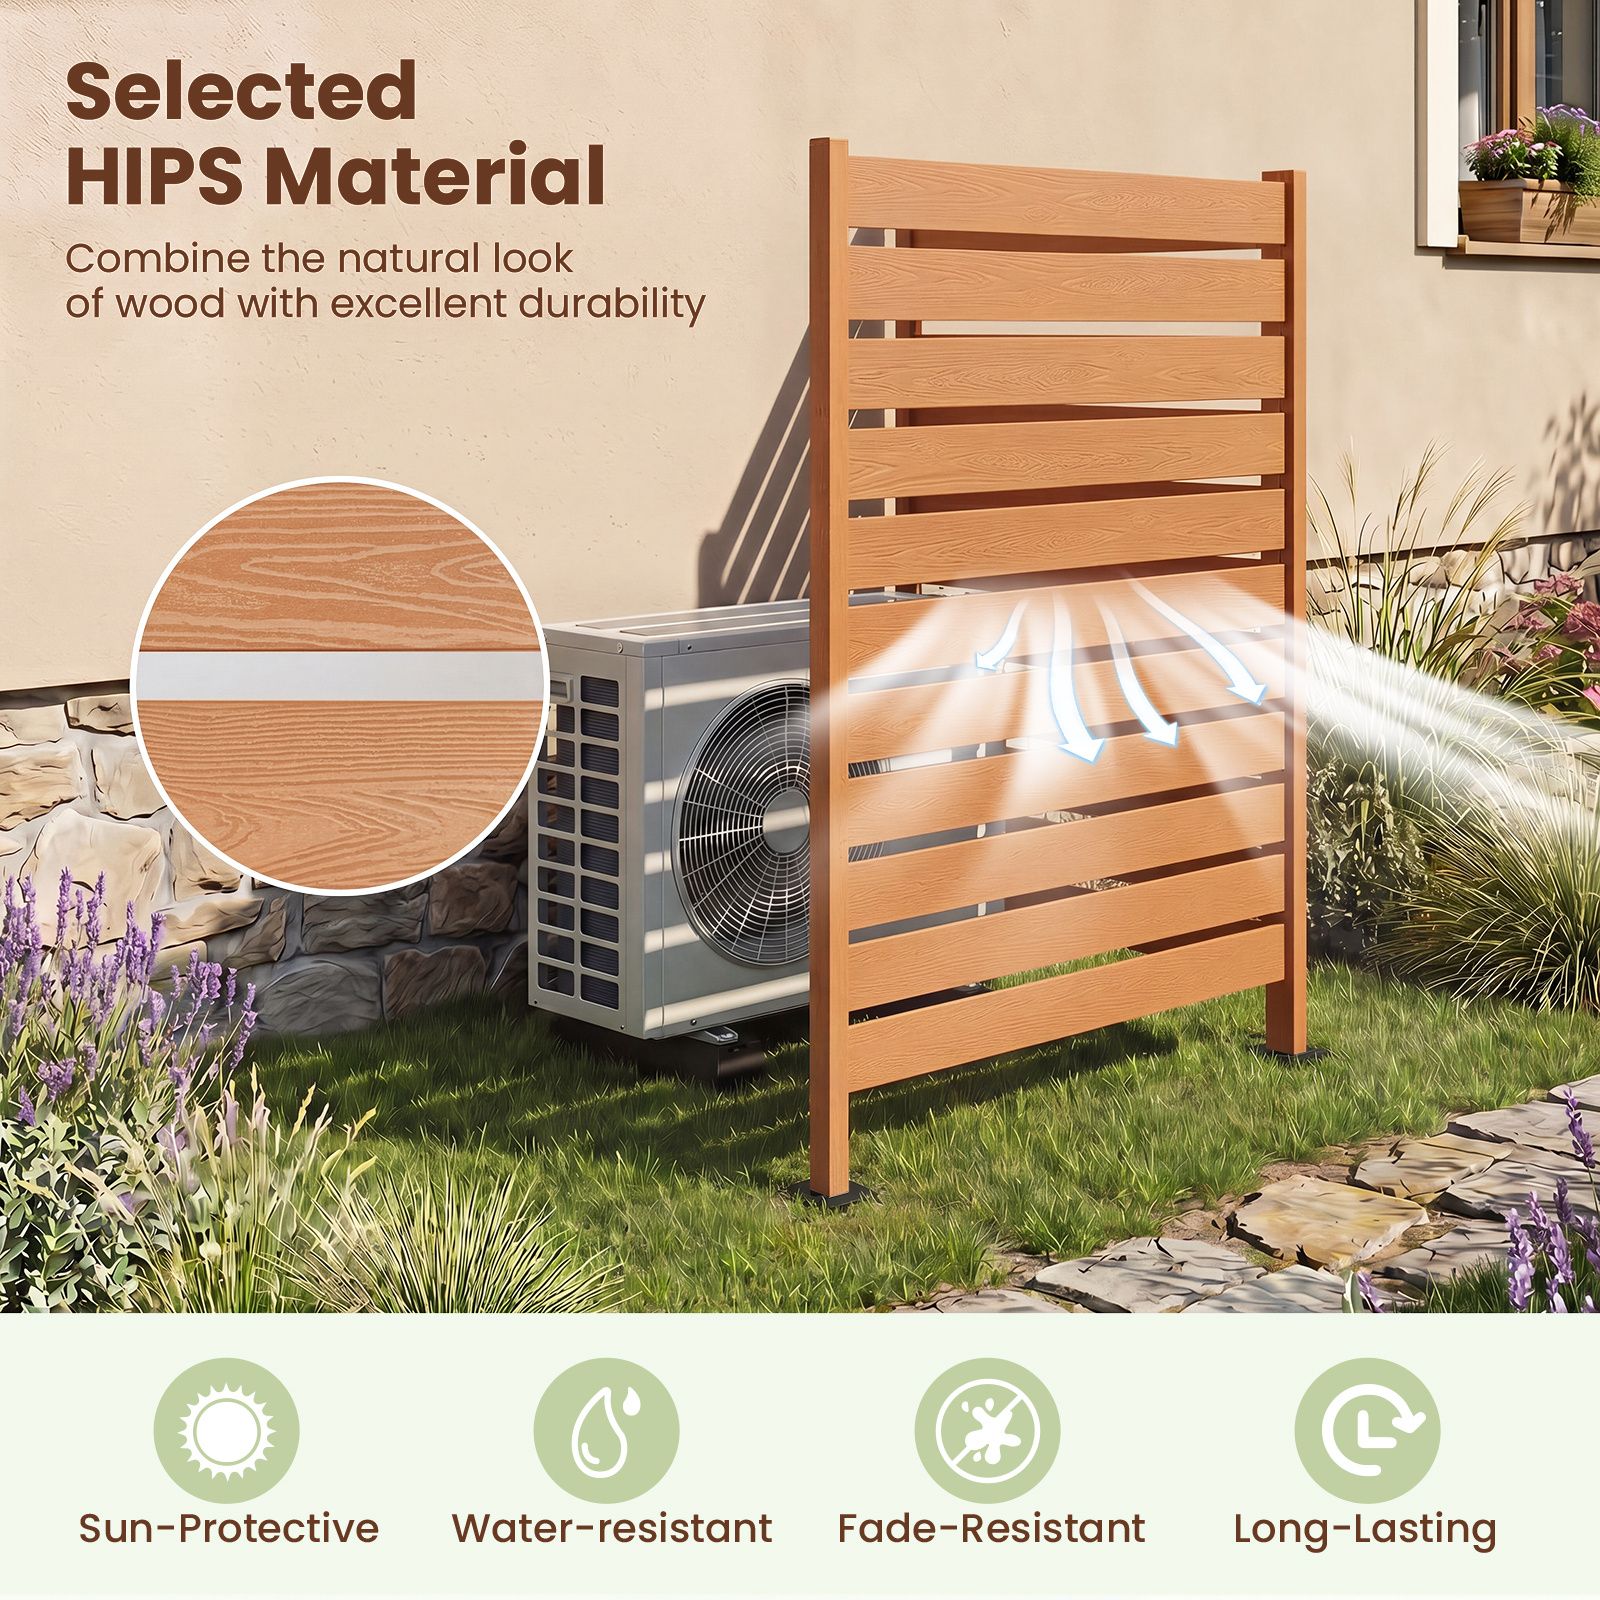 Selected
HIPS Material
Combine the natural look
of wood with excellent durability
Sun-Protective
Water-resistant
Fade-Resistant
Long-Lasting